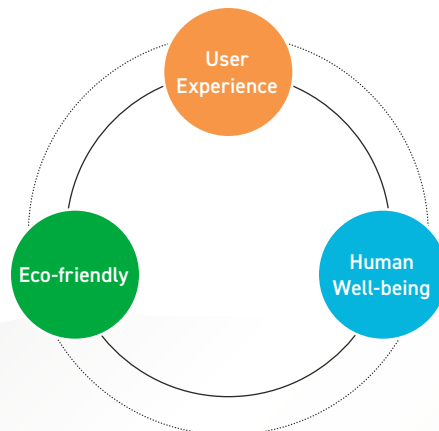 User
Experience
Eco-friendly
Human
Well-being